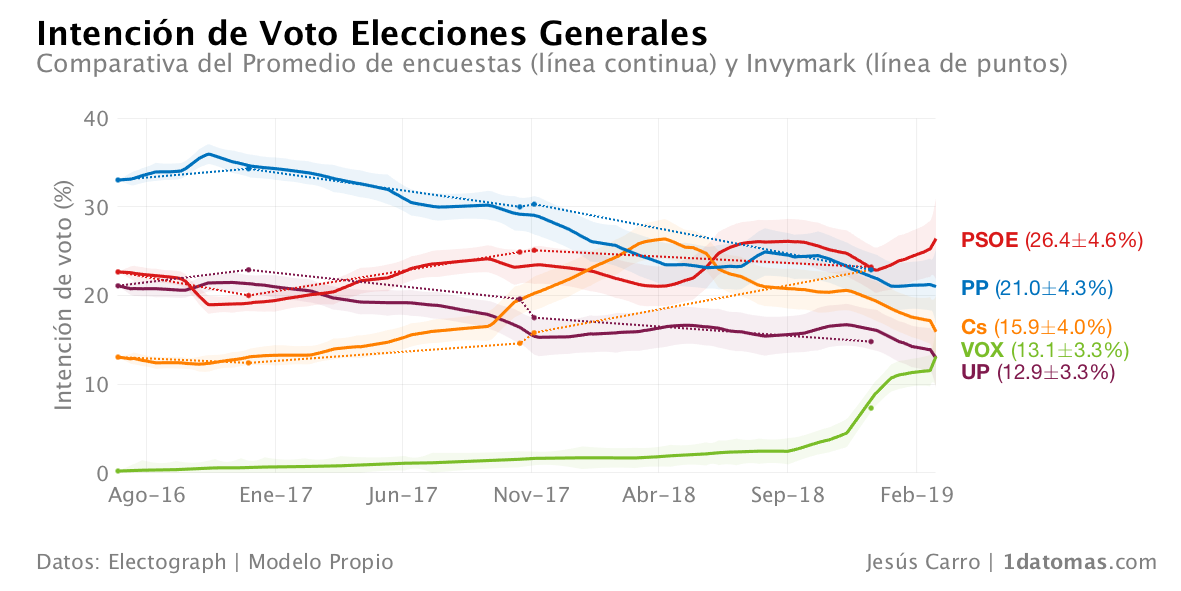 Intención de Voto Elecciones Generales
Comparativa del Promedio de encuestas (línea continua) y Invymark (línea de puntos)
Intención de voto (%)
40
30
20
10
0
Ago-16
Ene-17
Jun-17
Nov-17
Abr-18
Sep-18
Feb-19
PSOE (26.4±4.6%)
PP (21.0±4.3%)
Cs (15.9±4.0%)
VOX (13.1±3.3%)
UP (12.9±3.3%)
Datos: Electograph | Modelo Propio
Jesús Carro | 1datomas.com